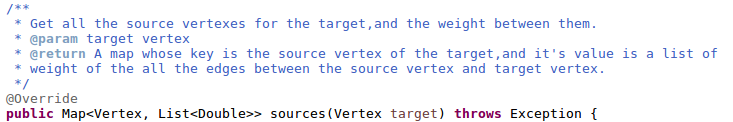 /**
 * Get all the source vertexes for the target,and the weight between them.
 * @param target vertex
 * @return A map whose key is the source vertex of the target,and it's value is a list of
 * weight of the all the edges between the source vertex and target vertex.
 */
@Override
public Map<Vertex, List<Double>> sources(Vertex target) throws Exception {